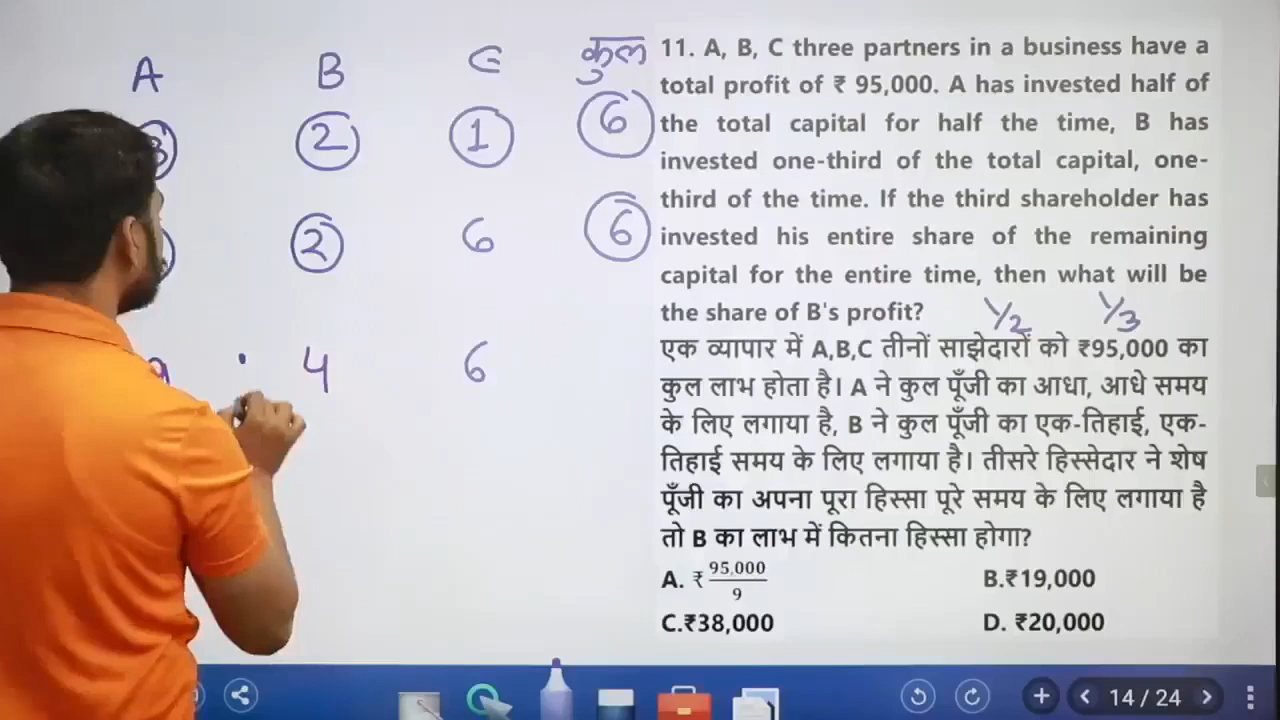 A B C कुल
3 2 1 6
2 6 6
9 : 4 6
11. A, B, C three partners in a business have a
total profit of ₹ 95,000. A has invested half of
the total capital for half the time, B has
invested one-third of the total capital, one-
third of the time. If the third shareholder has
invested his entire share of the remaining
capital for the entire time, then what will be
the share of B's profit?
1/2 1/3
एक व्यापार में A,B,C तीनों साझेदारों को ₹95,000 का
कुल लाभ होता है। A ने कुल पूँजी का आधा, आधे समय
के लिए लगाया है, B ने कुल पूँजी का एक-तिहाई, एक-
तिहाई समय के लिए लगाया है। तीसरे हिस्सेदार ने शेष
पूँजी का अपना पूरा हिस्सा पूरे समय के लिए लगाया है
तो B का लाभ में कितना हिस्सा होगा?
A. ₹ 95,000/9 B.₹19,000
C.₹38,000 D. ₹20,000
14 / 24